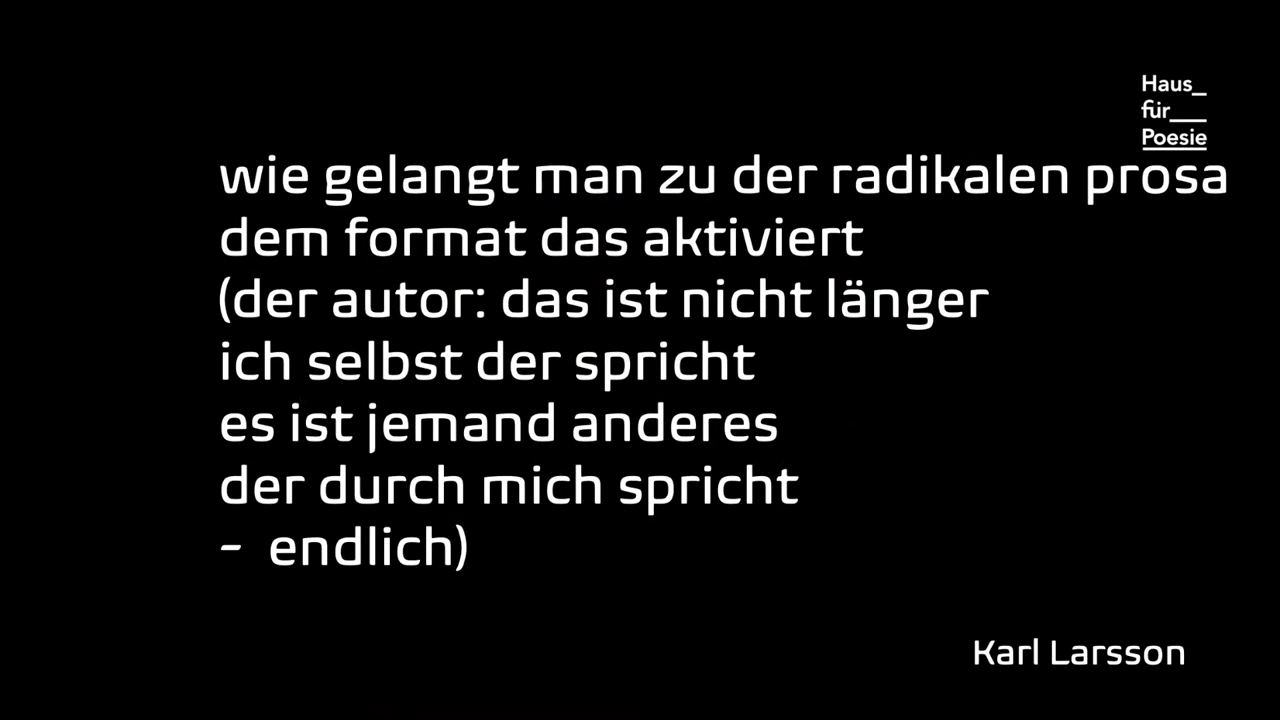 Haus_
für___
Poesie
wie gelangt man zu der radikalen prosa
dem format das aktiviert
(der autor: das ist nicht länger
ich selbst der spricht
es ist jemand anderes
der durch mich spricht
- endlich)
Karl Larsson